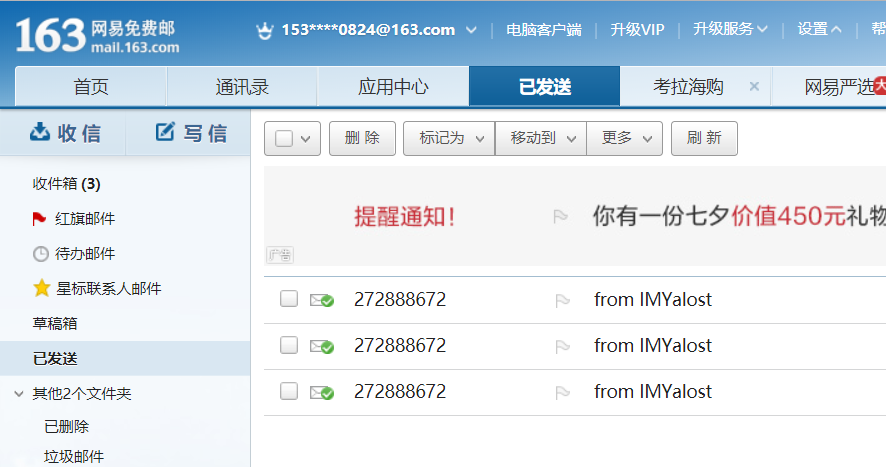 163 网易免费邮
mail.163.com
153****0824@163.com
电脑客户端
升级VIP
升级服务
设置
帮
首页
通讯录
应用中心
已发送
考拉海购
网易严选
大
收信
写信
删 除
标记为
移动到
更多
刷 新
收件箱 (3)
红旗邮件
待办邮件
星标联系人邮件
草稿箱
已发送
其他2个文件夹
已删除
垃圾邮件
提醒通知！
你有一份七夕价值450元礼物
广告
272888672 from IMYalost
272888672 from IMYalost
272888672 from IMYalost